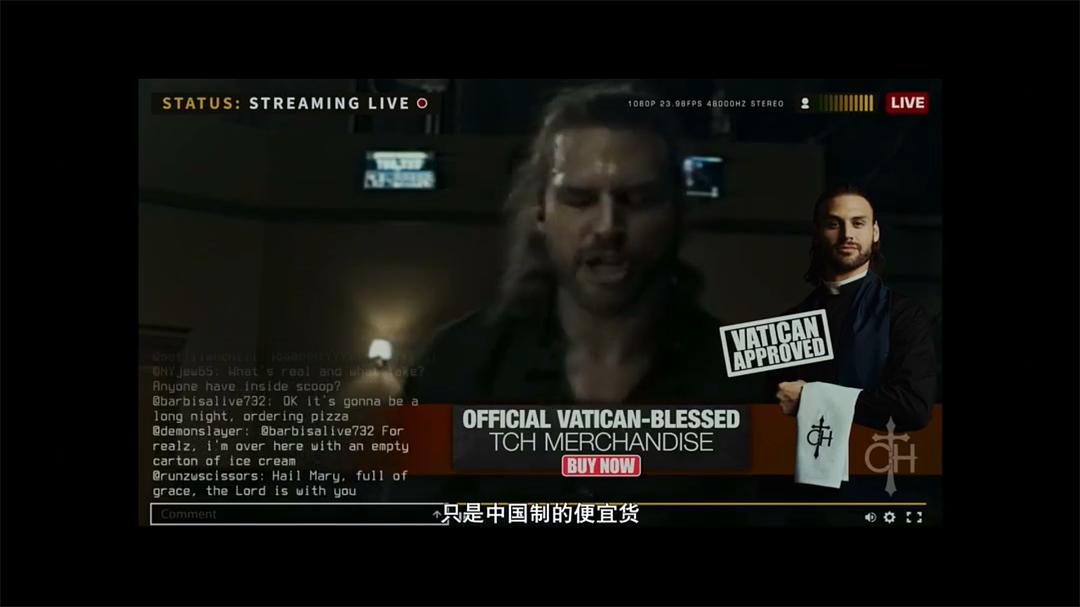 STATUS: STREAMING LIVE
1080P 23.98FPS 48000HZ STEREO
LIVE
VATICAN
APPROVED
@NYjew65: What's real and what fake?
Anyone have inside scoop?
@barbisalive732: OK it's gonna be a
long night, ordering pizza
@demonslayer: @barbisalive732 For
realz, i'm over here with an empty
carton of ice cream
@runzwscissors: Hail Mary, full of
grace, the Lord is with you
Comment
OFFICIAL VATICAN-BLESSED
TCH MERCHANDISE
BUY NOW
CH
CH
只是中国制的便宜货